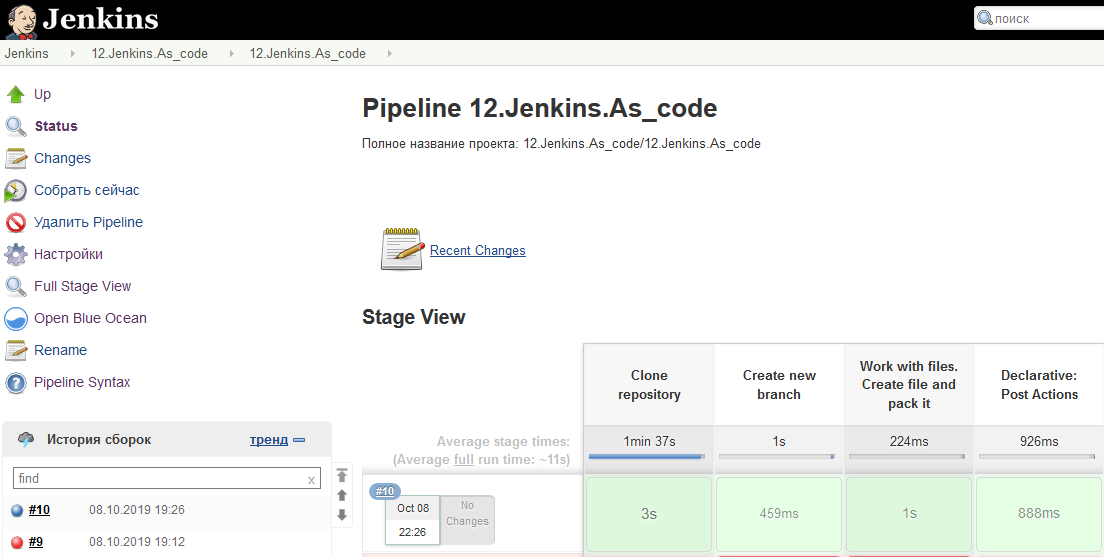 Jenkins
поиск
Jenkins 12.Jenkins.As_code 12.Jenkins.As_code
Up
Status
Changes
Собрать сейчас
Удалить Pipeline
Настройки
Full Stage View
Open Blue Ocean
Rename
Pipeline Syntax
История сборок тренд
find x
#10 08.10.2019 19:26
#9 08.10.2019 19:12
Pipeline 12.Jenkins.As_code
Полное название проекта: 12.Jenkins.As_code/12.Jenkins.As_code
Recent Changes
Stage View
Clone
repository
Create new
branch
Work with files.
Create file and
pack it
Declarative:
Post Actions
Average stage times:
(Average full run time: ~11s)
1min 37s 1s 224ms 926ms
#10
Oct 08
22:26
No
Changes
3s 459ms 1s 888ms